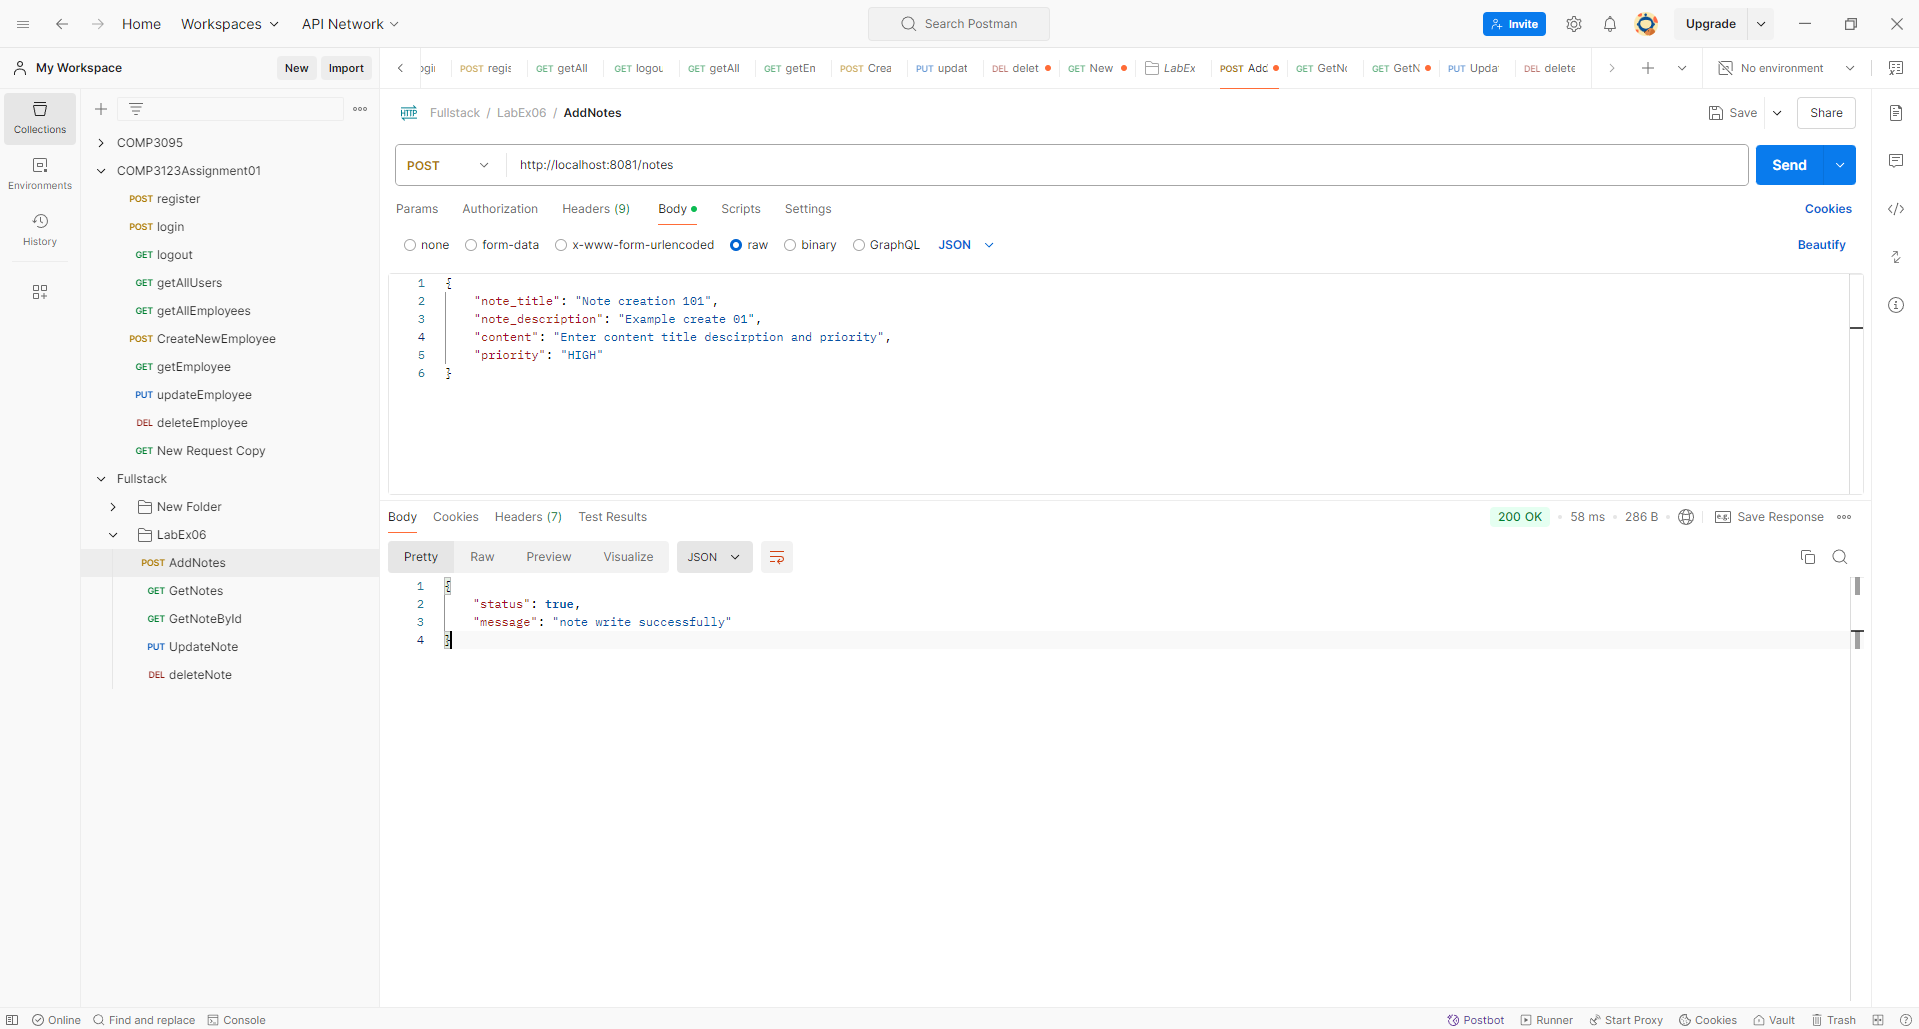 Home Workspaces API Network Search Postman Invite Upgrade
My Workspace New Import
POST regis GET getAll GET logou GET getAll GET getEn POST Crea PUT updat DEL delet GET New LabEx POST Add GET GetN GET GetN PUT Upda DEL delete No environment
Collections
Environments
History
COMP3095
COMP3123Assignment01
POST register
POST login
GET logout
GET getAllUsers
GET getAllEmployees
POST CreateNewEmployee
GET getEmployee
PUT updateEmployee
DEL deleteEmployee
GET New Request Copy
Fullstack
New Folder
LabEx06
POST AddNotes
GET GetNotes
GET GetNoteById
PUT UpdateNote
DEL deleteNote
HTTP Fullstack / LabEx06 / AddNotes Save Share
POST http://localhost:8081/notes Send
Params Authorization Headers (9) Body Scripts Settings Cookies
none form-data x-www-form-urlencoded raw binary GraphQL JSON Beautify
1 {
2 "note_title": "Note creation 101",
3 "note_description": "Example create 01",
4 "content": "Enter content title descirption and priority",
5 "priority": "HIGH"
6 }
Body Cookies Headers (7) Test Results 200 OK 58 ms 286 B e.g. Save Response
Pretty Raw Preview Visualize JSON
1 {
2 "status": true,
3 "message": "note write successfully"
4 }
Online Find and replace Console Postbot Runner Start Proxy Cookies Vault Trash